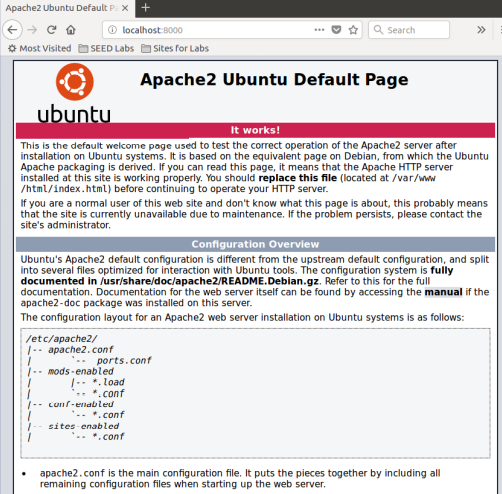 Apache2 Ubuntu Default P
localhost:8000
Search
Most Visited SEED Labs Sites for Labs
ubuntu
Apache2 Ubuntu Default Page
It works!
This is the default welcome page used to test the correct operation of the Apache2 server after
installation on Ubuntu systems. It is based on the equivalent page on Debian, from which the Ubuntu
Apache packaging is derived. If you can read this page, it means that the Apache HTTP server
installed at this site is working properly. You should replace this file (located at /var/www
/html/index.html) before continuing to operate your HTTP server.
If you are a normal user of this web site and don't know what this page is about, this probably means
that the site is currently unavailable due to maintenance. If the problem persists, please contact the
site's administrator.
Configuration Overview
Ubuntu's Apache2 default configuration is different from the upstream default configuration, and split
into several files optimized for interaction with Ubuntu tools. The configuration system is fully
documented in /usr/share/doc/apache2/README.Debian.gz. Refer to this for the full
documentation. Documentation for the web server itself can be found by accessing the manual if the
apache2-doc package was installed on this server.
The configuration layout for an Apache2 web server installation on Ubuntu systems is as follows:
/etc/apache2/
|-- apache2.conf
|       `--  ports.conf
|-- mods-enabled
|       |-- *.load
|       `-- *.conf
|-- conf-enabled
|       `-- *.conf
|-- sites-enabled
|       `-- *.conf
• apache2.conf is the main configuration file. It puts the pieces together by including all
remaining configuration files when starting up the web server.